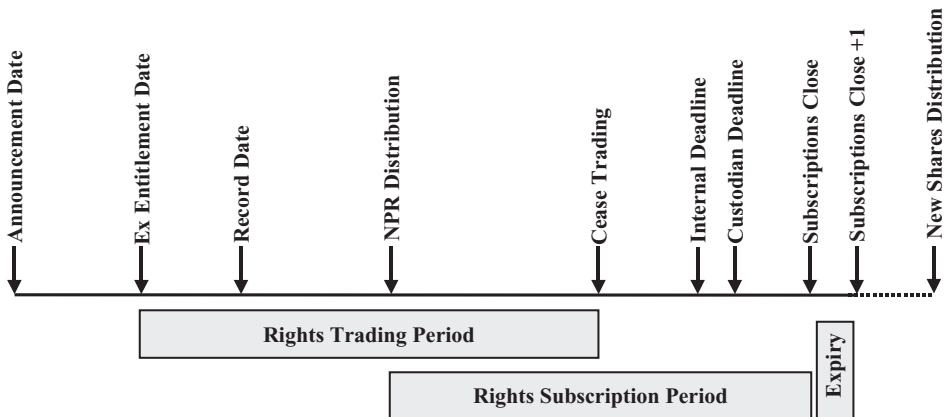 Announcement Date
Ex Entitlement Date
Record Date
NPR Distribution
Cease Trading
Internal Deadline
Custodian Deadline
Subscriptions Close
Subscriptions Close +1
New Shares Distribution
Rights Trading Period
Rights Subscription Period
Expiry